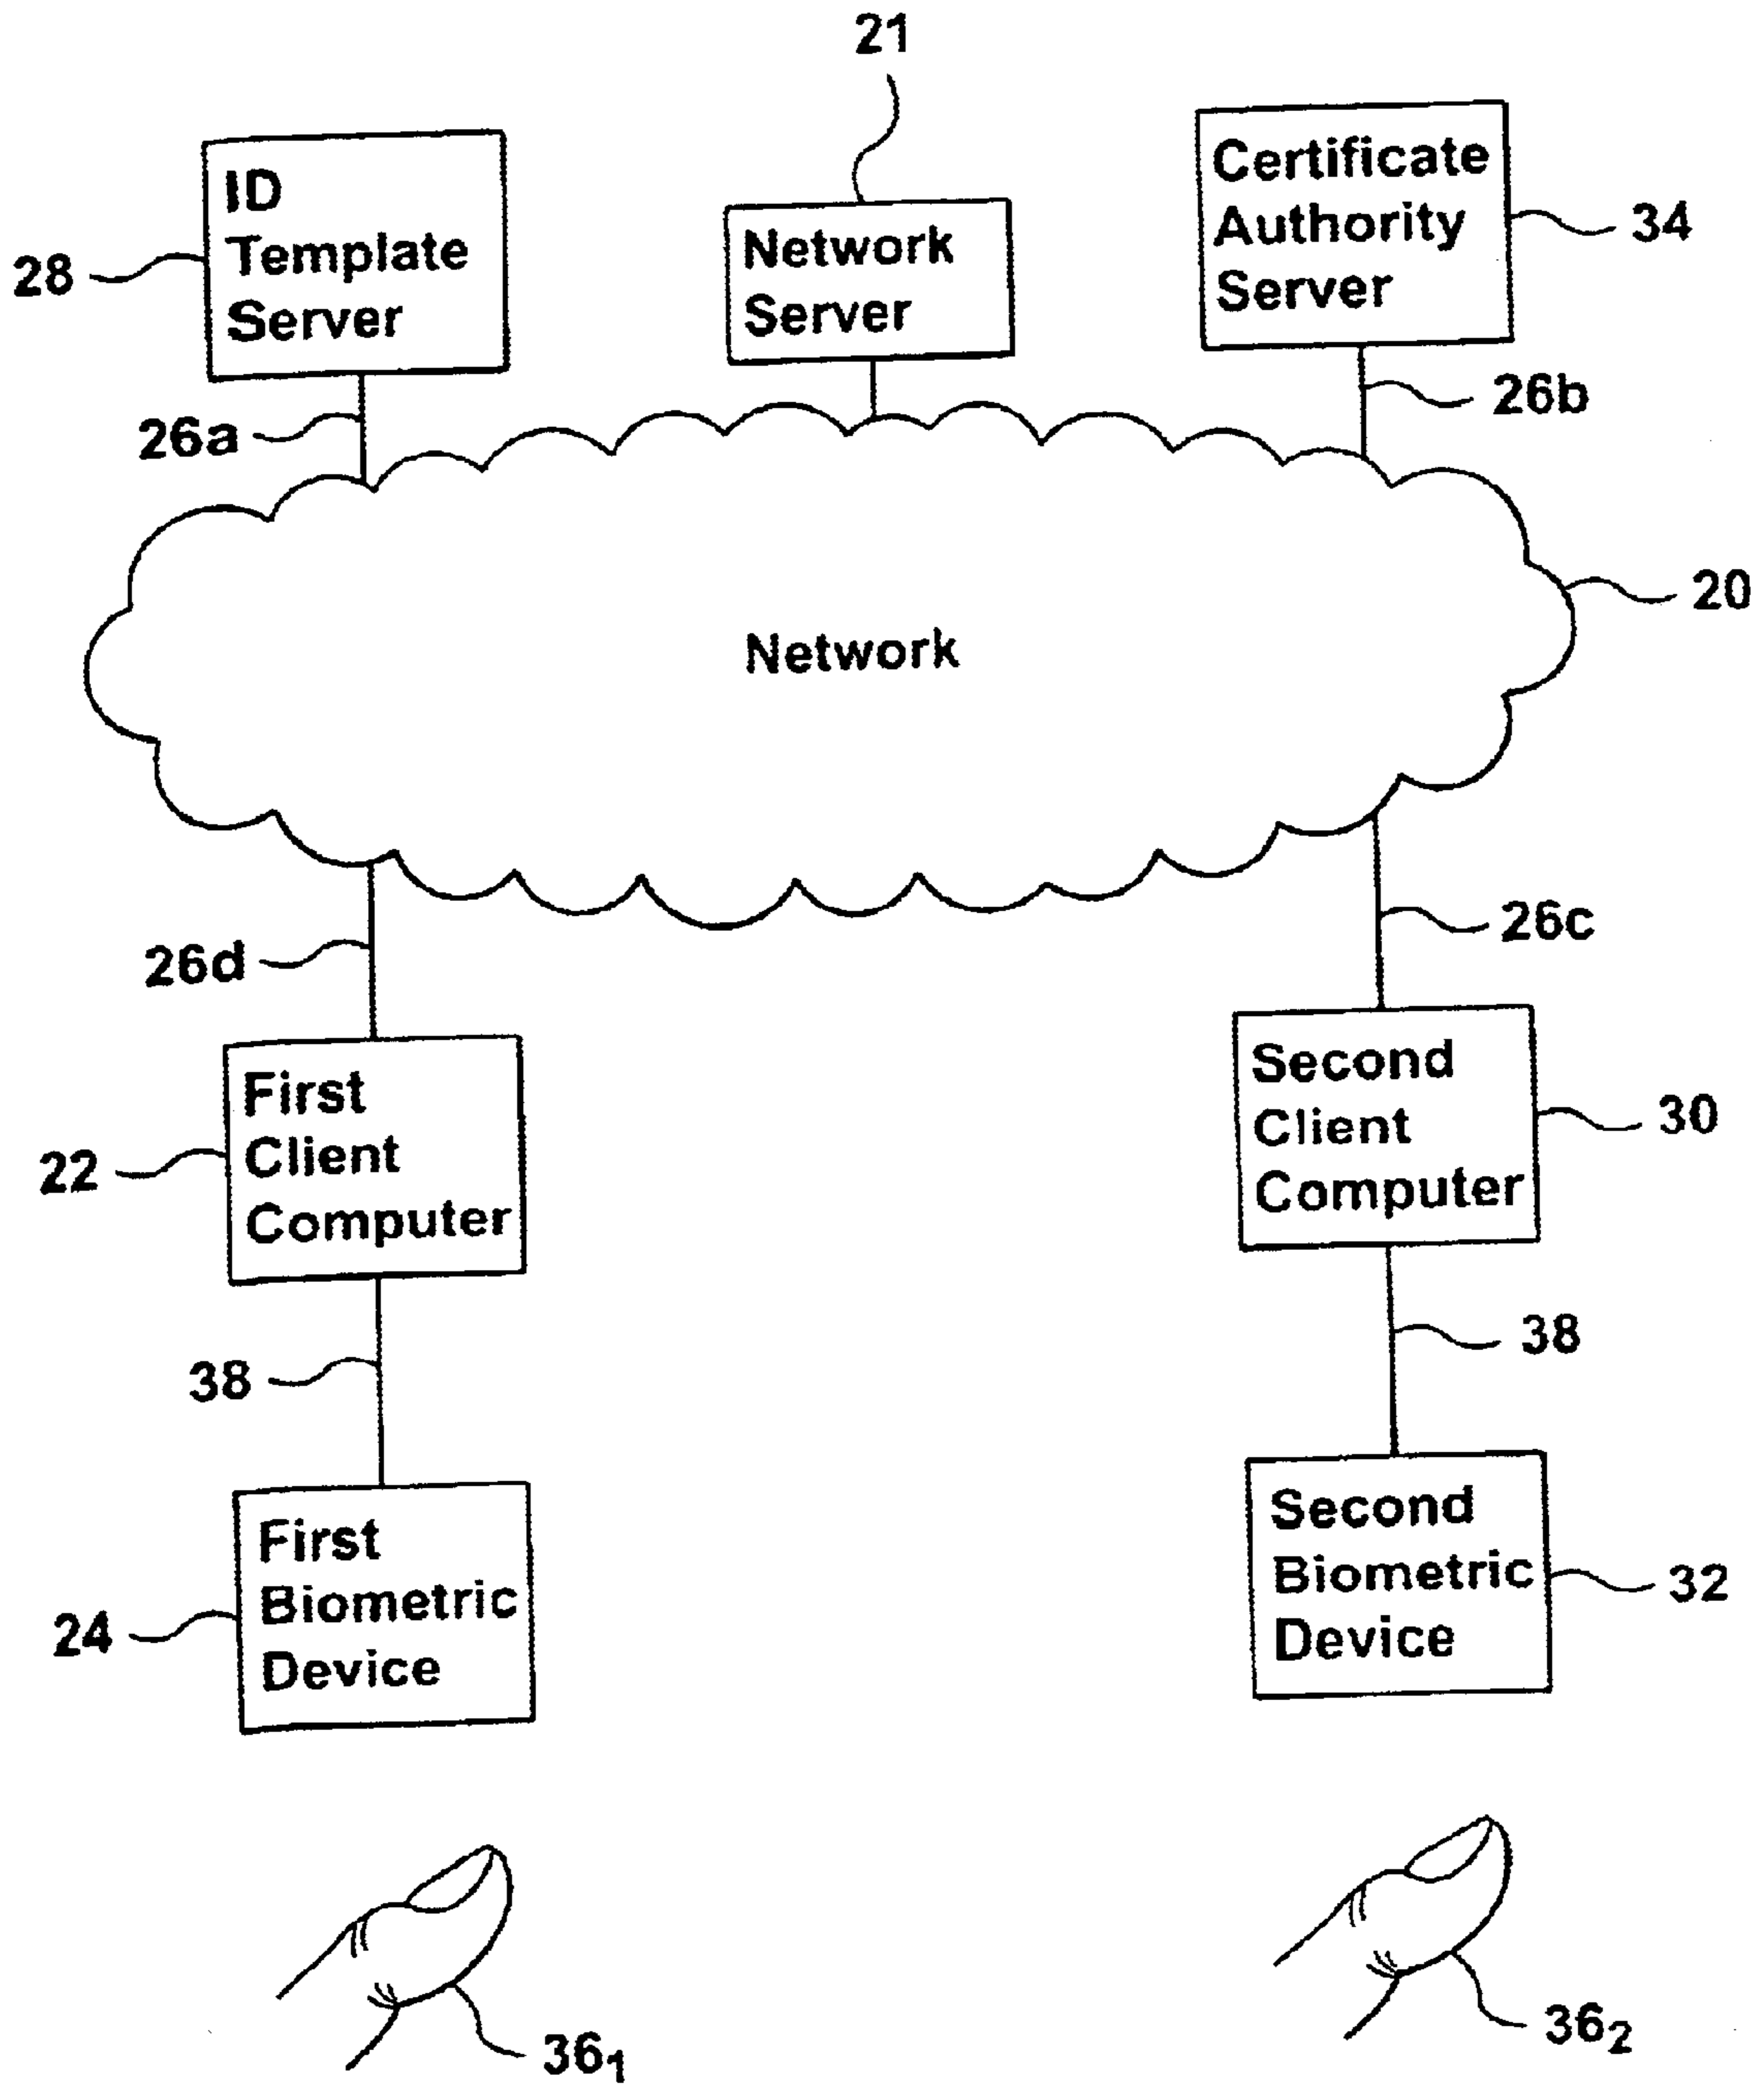 21
ID
Template
Server
28
Network
Server
Certificate
Authority
Server
34
26a
26b
20
Network
26d
26c
First
Client
Computer
22
Second
Client
Computer
30
38
38
First
Biometric
Device
24
Second
Biometric
Device
32
36₁
36₂